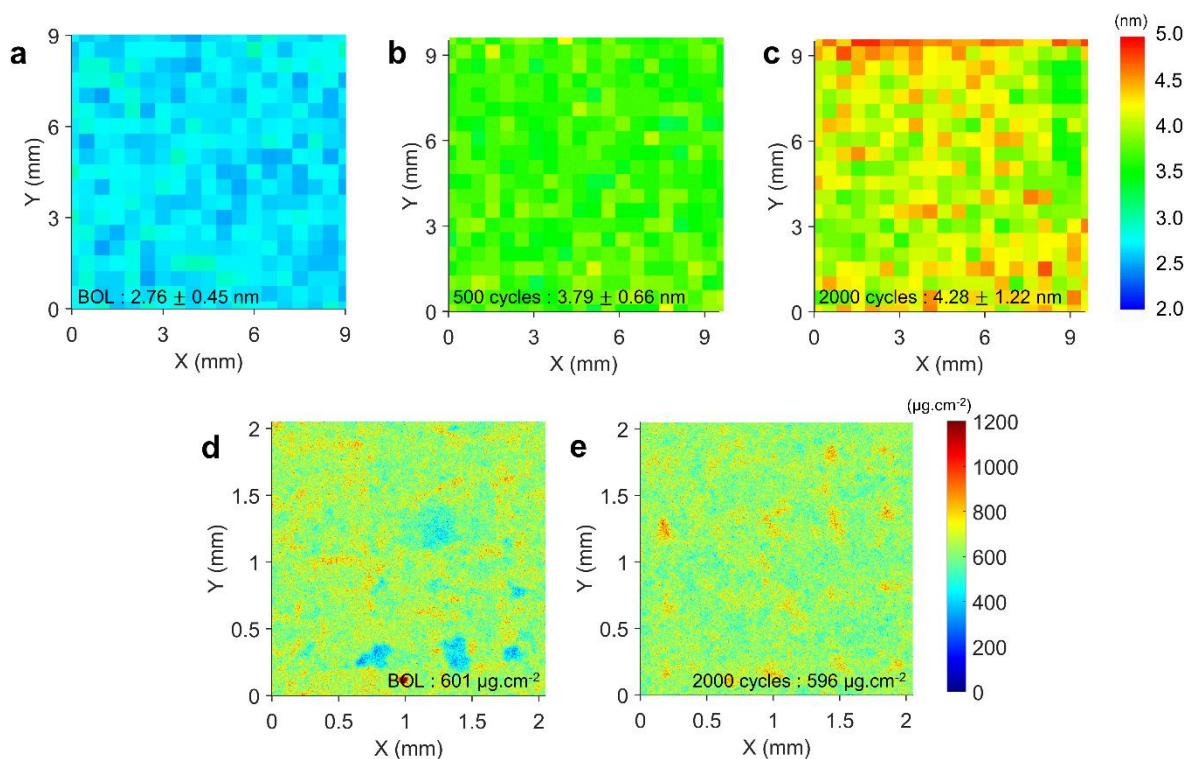 (nm)
a
b
c
9
6
3
0
Y (mm)
BOL : 2.76 ± 0.45 nm
0 3 6 9
X (mm)
9
6
3
0
Y (mm)
500 cycles : 3.79 ± 0.66 nm
0 3 6 9
X (mm)
9
6
3
0
Y (mm)
2000 cycles : 4.28 ± 1.22 nm
0 3 6 9
X (mm)
5.0
4.5
4.0
3.5
3.0
2.5
2.0
(µg.cm-2)
d
e
2
1.5
1
0.5
0
Y (mm)
BOL : 601 µg.cm-2
0 0.5 1 1.5 2
X (mm)
2
1.5
1
0.5
0
Y (mm)
2000 cycles : 596 µg.cm-2
0 0.5 1 1.5 2
X (mm)
1200
1000
800
600
400
200
0